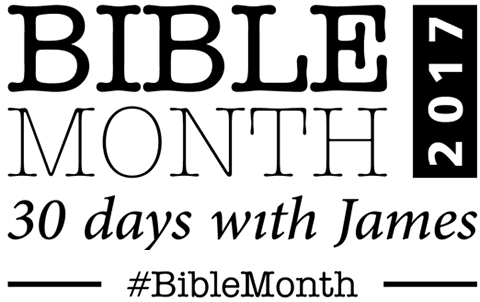 BIBLE
MONTH
2017
30 days with James
#BibleMonth